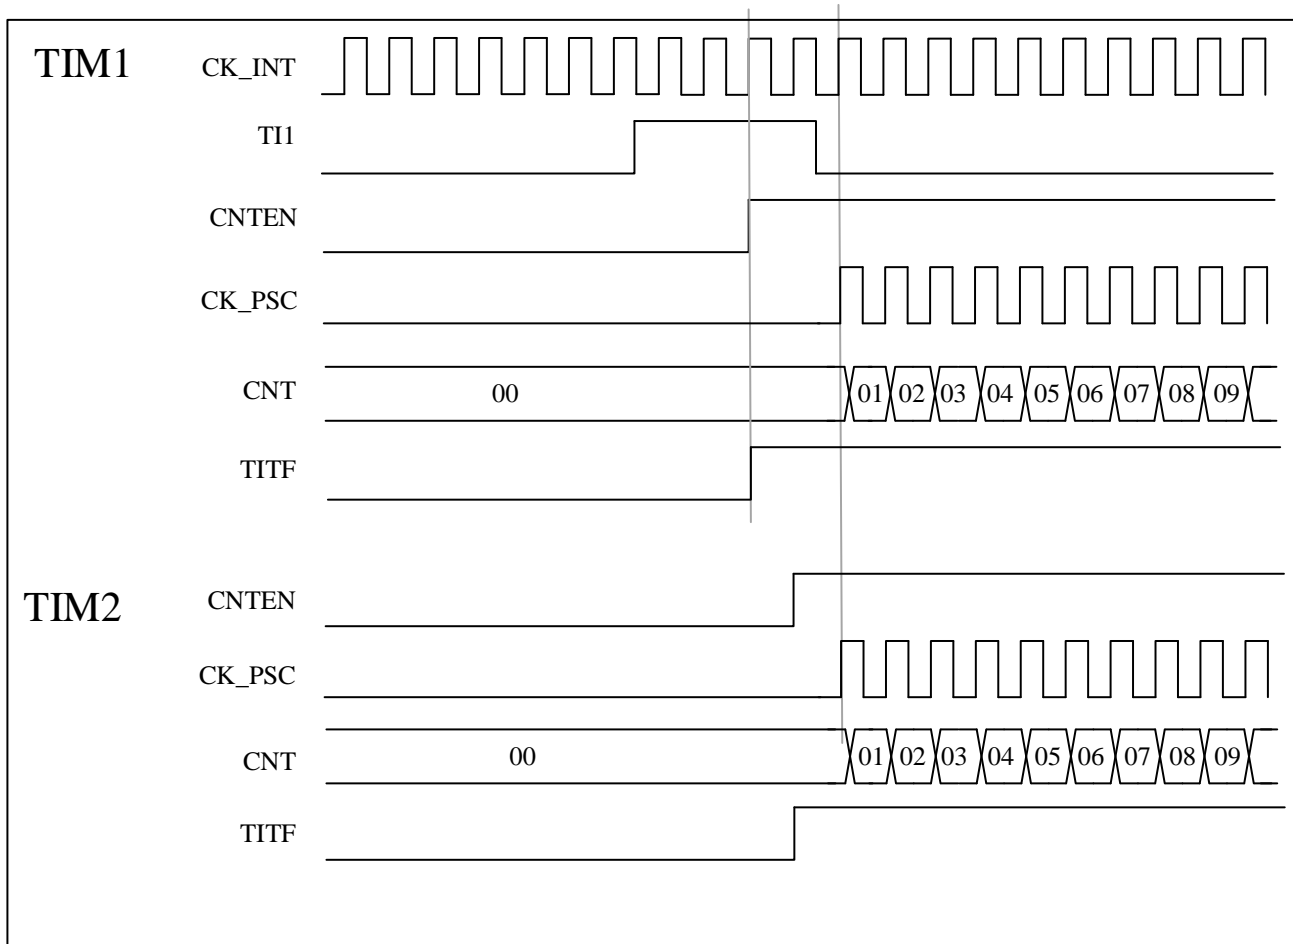 TIM1
CK_INT
TI1
CNTEN
CK_PSC
CNT 00 01 02 03 04 05 06 07 08 09
TITF
TIM2
CNTEN
CK_PSC
CNT 00 01 02 03 04 05 06 07 08 09
TITF